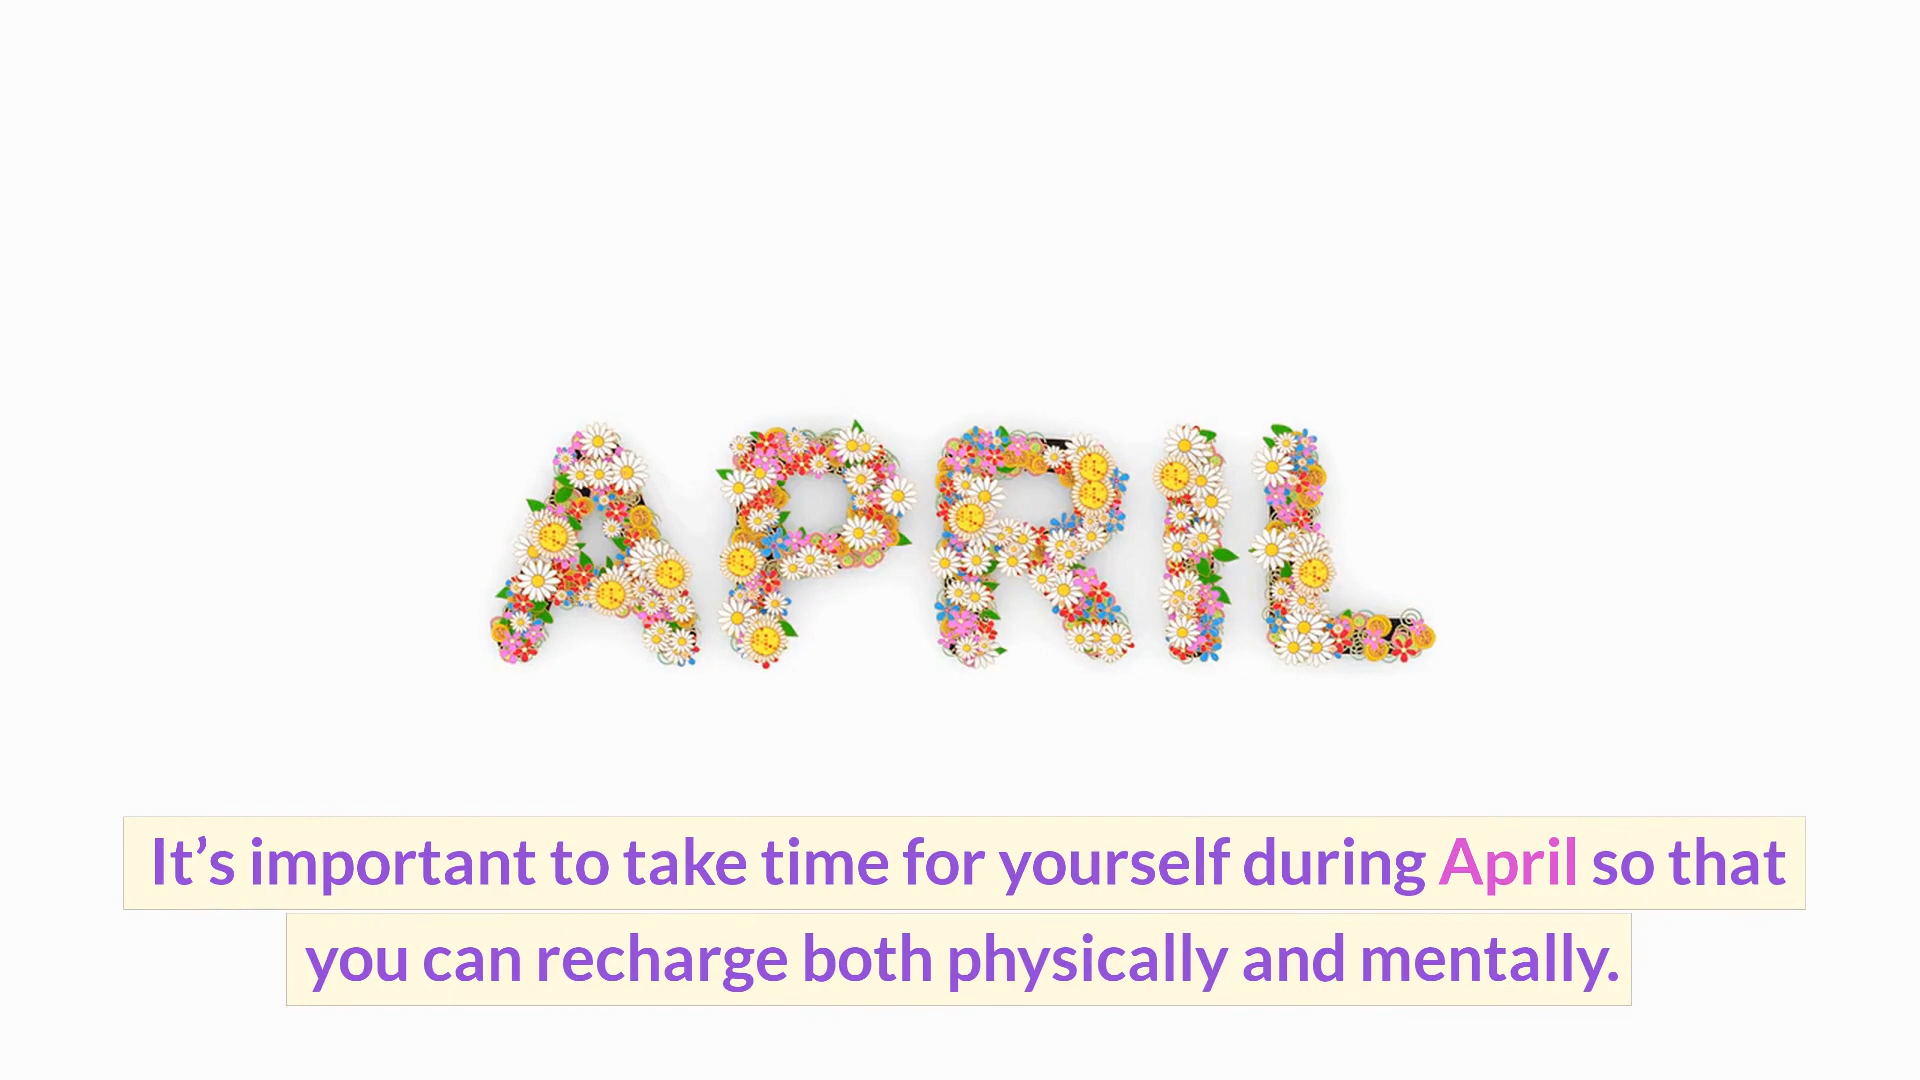 APRIL
It’s important to take time for yourself during April so that
you can recharge both physically and mentally.